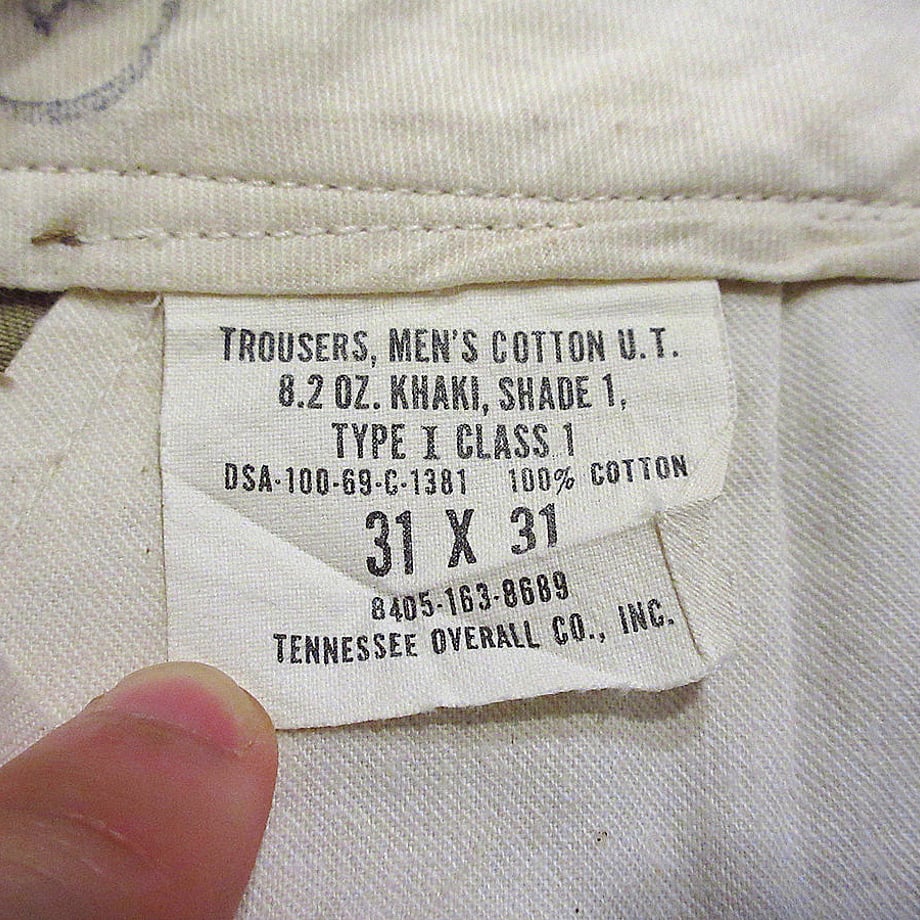 TROUSERS, MEN'S COTTON U.T.
8.2 OZ. KHAKI, SHADE 1,
TYPE I CLASS 1
DSA-100-69-C-1381 100% COTTON
31 X 31
8405-163-8689
TENNESSEE OVERALL CO., INC.